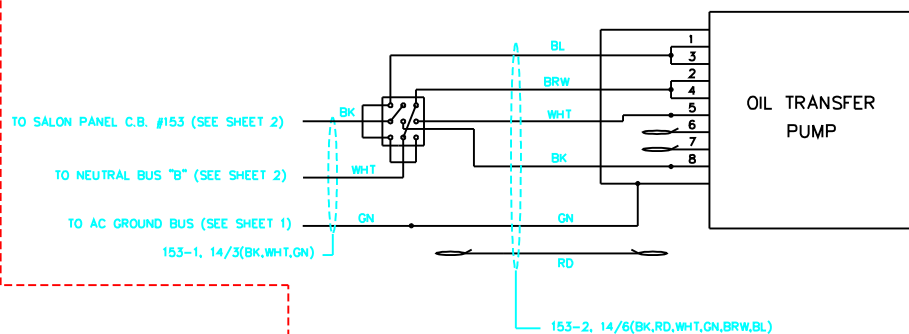 BL
1
3
BRW
2
4
BK
WHT
5
6
7
BK
8
OIL TRANSFER
PUMP
TO SALON PANEL C.B. #153 (SEE SHEET 2)
TO NEUTRAL BUS "B" (SEE SHEET 2)
WHT
TO AC GROUND BUS (SEE SHEET 1)
GN
GN
153-1, 14/3(BK,WHT,GN)
RD
153-2, 14/6(BK,RD,WHT,GN,BRW,BL)